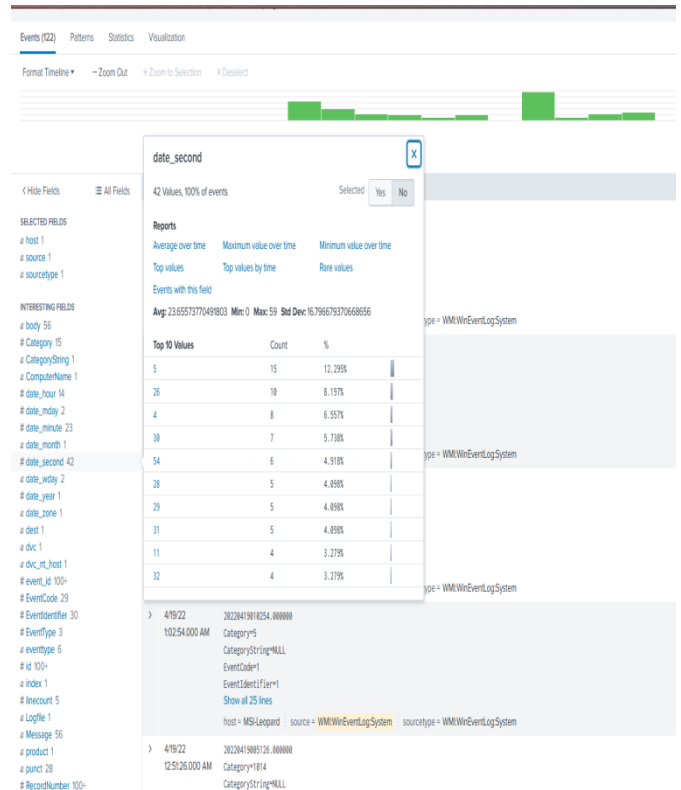 Events (122) Patterns Statistics Visualization
Format Timeline ▾ — Zoom Out + Zoom to Selection × Deselect
‹ Hide Fields ☰ All Fields
SELECTED FIELDS
a host 1
a source 1
a sourcetype 1
INTERESTING FIELDS
a body 56
# Category 15
a CategoryString 1
a ComputerName 1
# date_hour 14
# date_mday 2
# date_minute 23
a date_month 1
# date_second 42
a date_wday 2
# date_year 1
a date_zone 1
a dest 1
a dvc 1
a dvc_nt_host 1
# event_id 100+
# EventCode 29
# EventIdentifier 30
# EventType 3
a eventtype 6
# id 100+
a index 1
# linecount 5
a Logfile 1
a Message 56
a product 1
a punct 28
# RecordNumber 100+
date_second X
42 Values, 100% of events Selected Yes No
Reports
Average over time Maximum value over time Minimum value over time
Top values Top values by time Rare values
Events with this field
Avg: 23.65573770491803 Min: 0 Max: 59 Std Dev: 16.796679370668656
Top 10 Values Count %
5 15 12.295%
26 10 8.197%
4 8 6.557%
30 7 5.738%
54 6 4.918%
28 5 4.098%
29 5 4.098%
31 5 4.098%
11 4 3.279%
32 4 3.279%
ype = WMI:WinEventLog:System
ype = WMI:WinEventLog:System
ype = WMI:WinEventLog:System
› 4/19/22 20220419010254.000000
1:02:54.000 AM Category=5
CategoryString=NULL
EventCode=1
EventIdentifier=1
Show all 25 lines
host = MSI-Leopard source = WMI:WinEventLog:System sourcetype = WMI:WinEventLog:System
› 4/19/22 20220419005126.000000
12:51:26.000 AM Category=1014
CategoryString=NULL